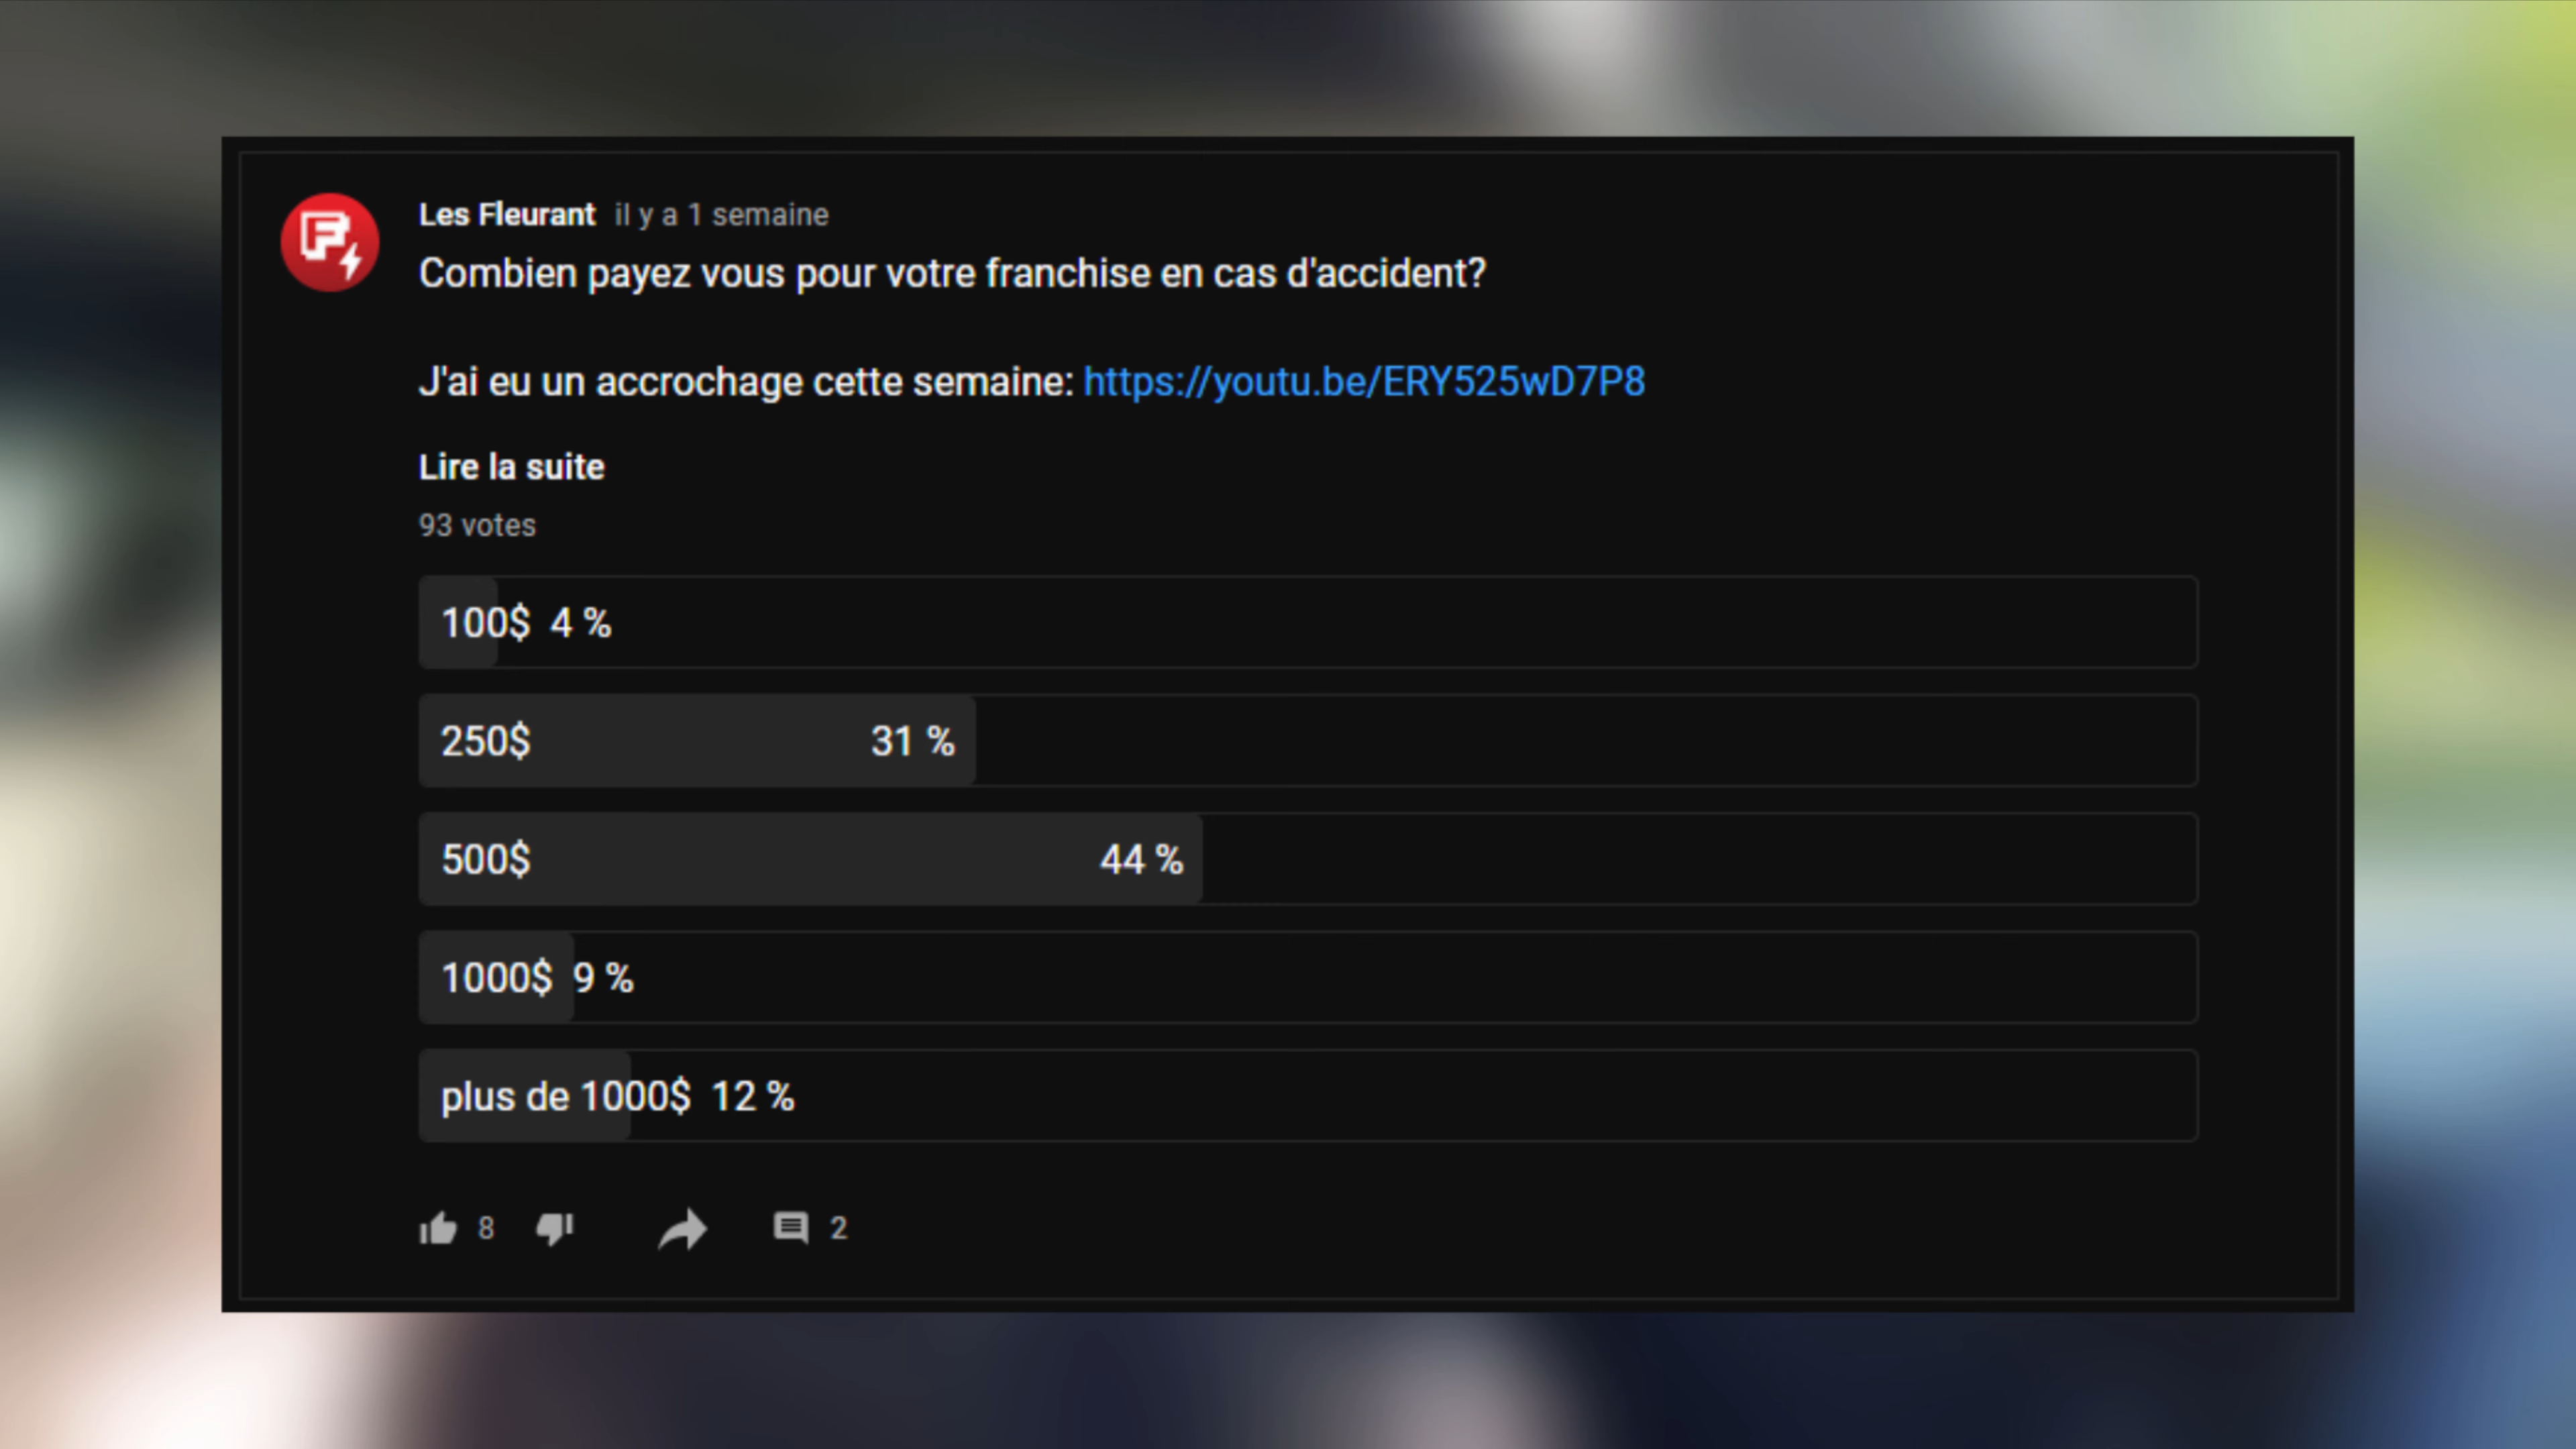 Les Fleurant il y a 1 semaine
Combien payez vous pour votre franchise en cas d'accident?
J'ai eu un accrochage cette semaine: https://youtu.be/ERY525wD7P8
Lire la suite
93 votes
100$ 4 %
250$ 31 %
500$ 44 %
1000$ 9 %
plus de 1000$ 12 %
8 2